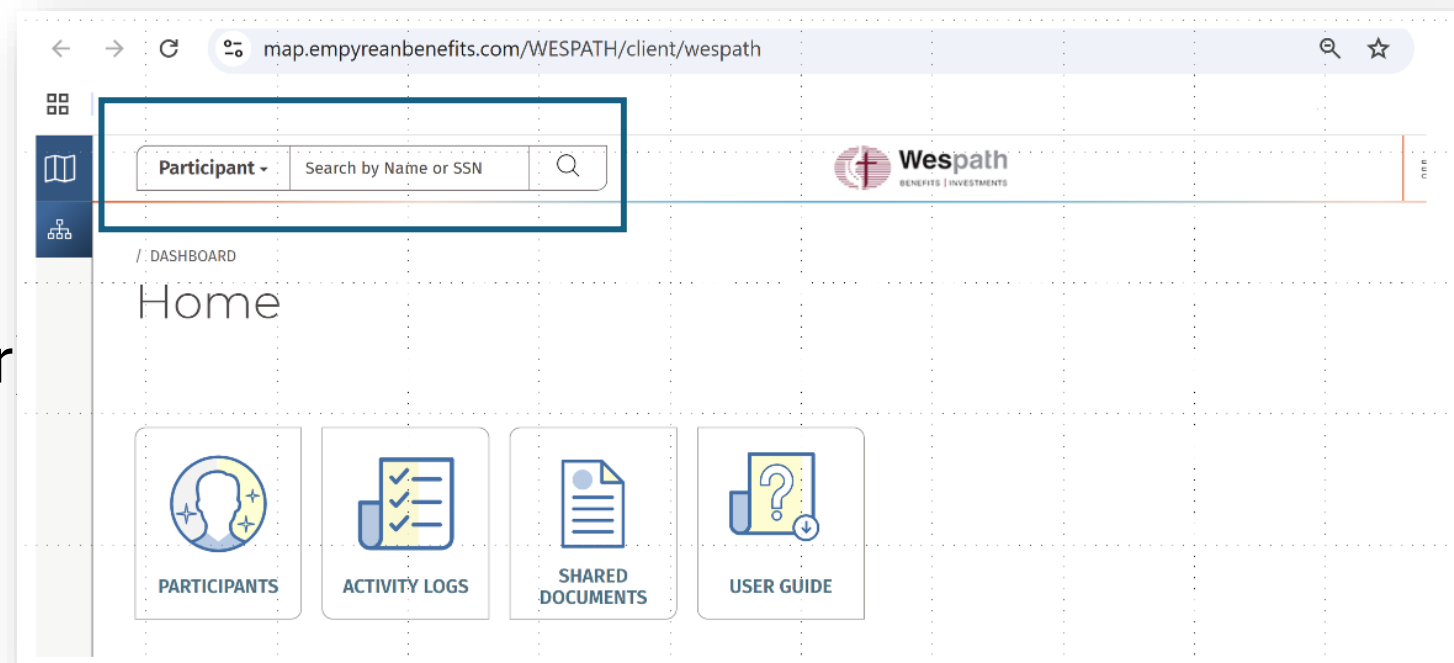 map.empyreanbenefits.com/WESPATH/client/wespath
Participant
Search by Name or SSN
Wespath
BENEFITS | INVESTMENTS
/ DASHBOARD
Home
r
PARTICIPANTS
ACTIVITY LOGS
SHARED
DOCUMENTS
USER GUIDE